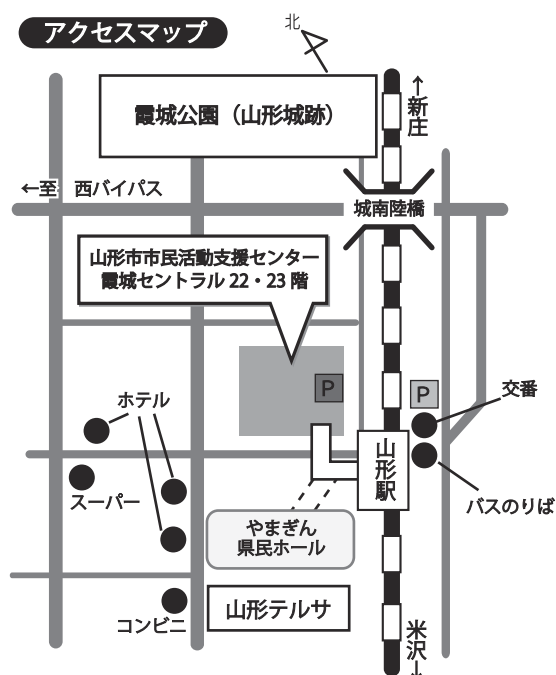 アクセスマップ
北
霞城公園（山形城跡）
↑新庄
←至 西バイパス
城南陸橋
山形市市民活動支援センター
霞城セントラル 22・23 階
P
P
交番
ホテル
山形駅
スーパー
バスのりば
やまぎん
県民ホール
山形テルサ
コンビニ
米沢↓